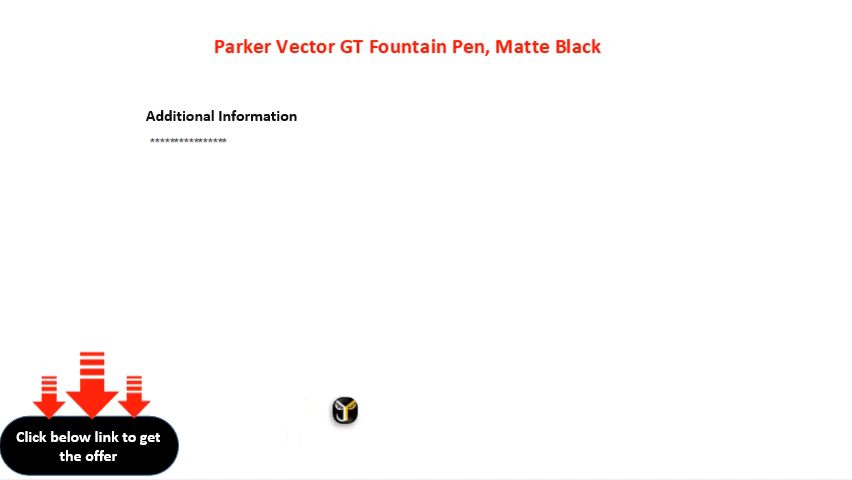 Parker Vector GT Fountain Pen, Matte Black
Additional Information
****************
Click below link to get
the offer